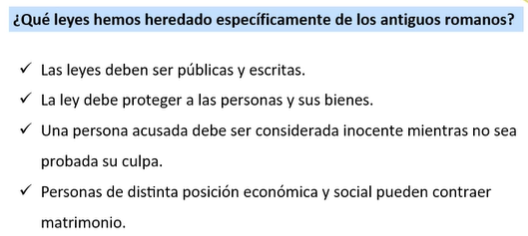 ¿Qué leyes hemos heredado específicamente de los antiguos romanos?
✓ Las leyes deben ser públicas y escritas.
✓ La ley debe proteger a las personas y sus bienes.
✓ Una persona acusada debe ser considerada inocente mientras no sea
probada su culpa.
✓ Personas de distinta posición económica y social pueden contraer
matrimonio.